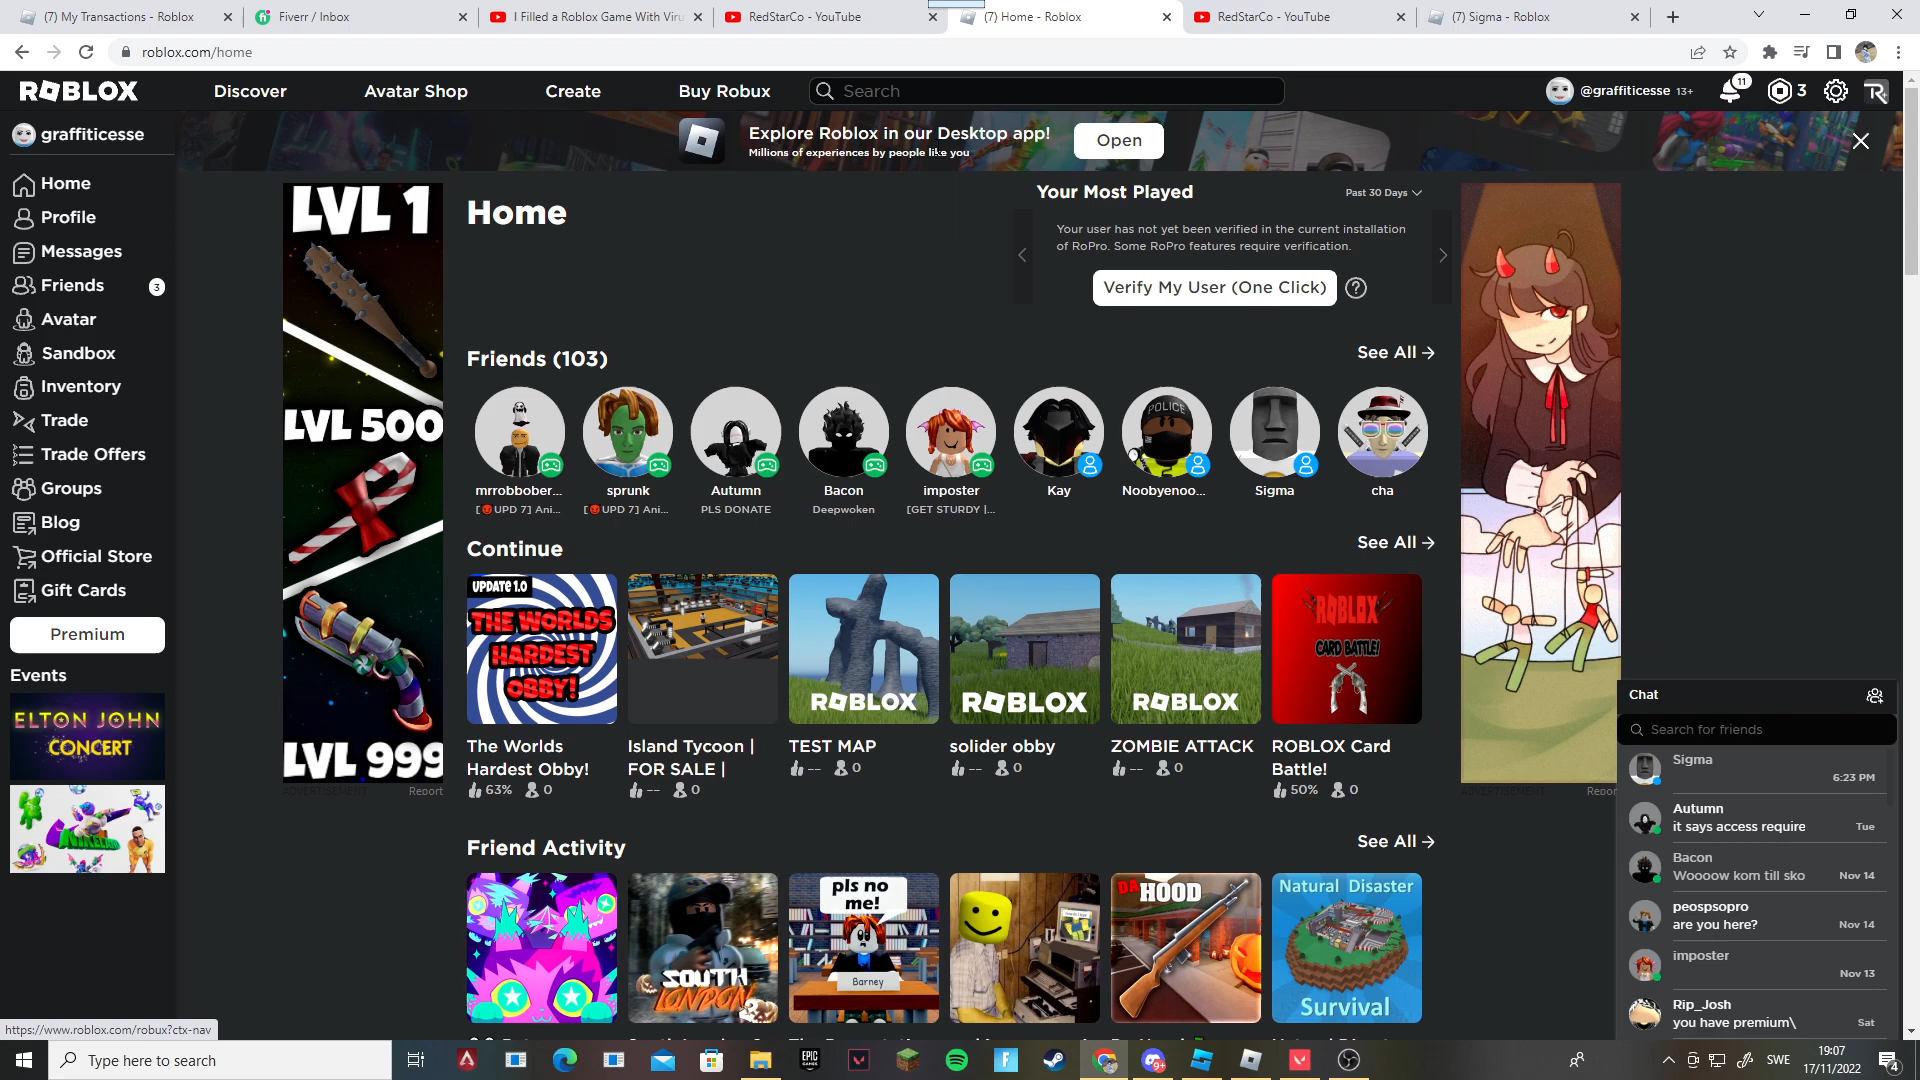 (7) My Transactions - Roblox
Fiverr / Inbox
I Filled a Roblox Game With Viru
RedStarCo - YouTube
(7) Home - Roblox
RedStarCo - YouTube
(7) Sigma - Roblox
roblox.com/home
ROBLOX
Discover
Avatar Shop
Create
Buy Robux
Search
@graffiticesse 13+
11
3
graffiticesse
Explore Roblox in our Desktop app!
Millions of experiences by people like you
Open
Home
Profile
Messages
Friends
3
Avatar
Sandbox
Inventory
Trade
Trade Offers
Groups
Blog
Official Store
Gift Cards
Premium
Events
ELTON JOHN
CONCERT
LVL 1
LVL 500
LVL 999
ADVERTISEMENT
Report
Home
Your Most Played
Past 30 Days
Your user has not yet been verified in the current installation
of RoPro. Some RoPro features require verification.
Verify My User (One Click)
?
Friends (103)
See All
POLICE
mrrobbober...
sprunk
Autumn
Bacon
imposter
Kay
Noobyenoo...
Sigma
cha
[😡UPD 7] Ani...
[😡UPD 7] Ani...
PLS DONATE
Deepwoken
[GET STURDY |...
Continue
See All
UPDATE 1.0
THE WORLDS
HARDEST
OBBY!
ROBLOX
ROBLOX
ROBLOX
ROBLOX
CARD BATTLE!
The Worlds
Hardest Obby!
63% 0
Island Tycoon |
FOR SALE |
-- 0
TEST MAP
-- 0
solider obby
-- 0
ZOMBIE ATTACK
-- 0
ROBLOX Card
Battle!
50% 0
Friend Activity
See All
SOUTH
LONDON
pls no
me!
Barney
DA HOOD
Natural Disaster
Survival
ADVERTISEMENT
Repor
Chat
Search for friends
Sigma
6:23 PM
Autumn
it says access require
Tue
Bacon
Woooow kom till sko
Nov 14
peospsopro
are you here?
Nov 14
imposter
Nov 13
Rip_Josh
you have premium\
Sat
https://www.roblox.com/robux?ctx-nav
Type here to search
EPIC
GAMES
9+
SWE
19:07
17/11/2022
4